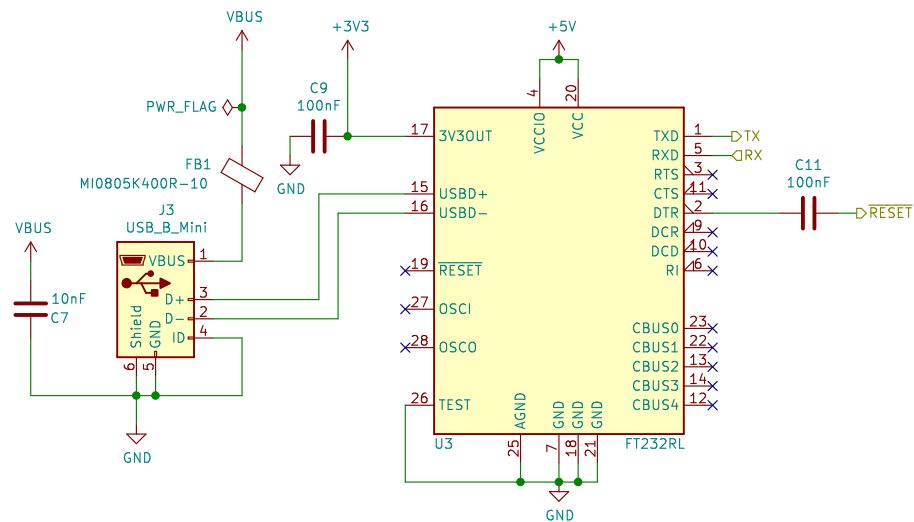 VBUS
+3V3
+5V
PWR_FLAG
C9
100nF
4
20
VCCIO
VCC
17
3V3OUT
TXD
1
TX
RXD
5
RX
RTS
3
CTS
11
DTR
2
C11
100nF
RESET
DCR
9
DCD
10
RI
6
FB1
MI0805K400R-10
GND
15
USBD+
16
USBD-
J3
USB_B_Mini
VBUS
VBUS
1
D+
3
D-
2
ID
4
Shield
GND
6
5
10nF
C7
GND
19
RESET
27
OSCI
28
OSCO
26
TEST
CBUS0
23
CBUS1
22
CBUS2
13
CBUS3
14
CBUS4
12
AGND
GND
GND
GND
25
7
18
21
U3
FT232RL
GND